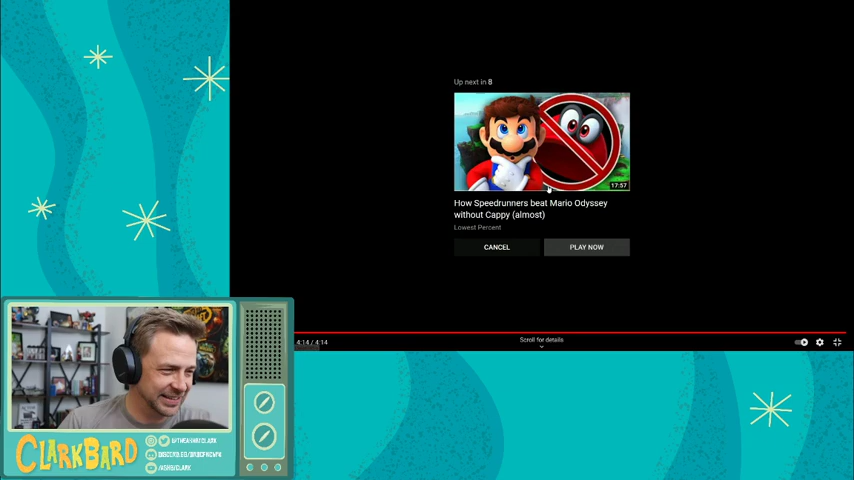 Up next in 8
17:57
How Speedrunners beat Mario Odyssey
without Cappy (almost)
Lowest Percent
CANCEL
PLAY NOW
4:14 / 4:14
Scroll for details
CLARKBARD